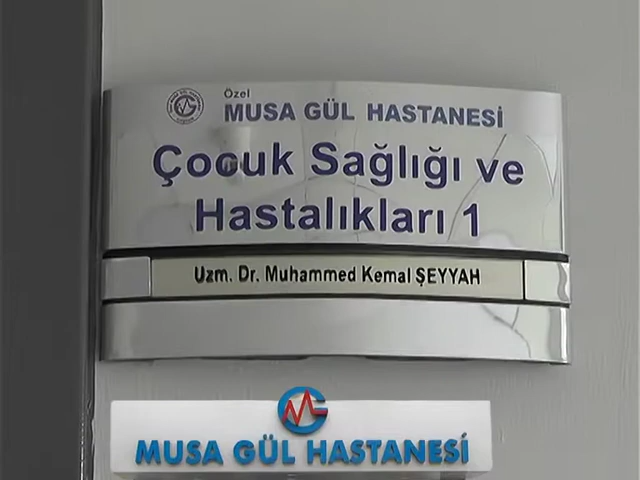 Özel
MUSA GÜL HASTANESİ
Çocuk Sağlığı ve
Hastalıkları 1
Uzm. Dr. Muhammed Kemal ŞEYYAH
MUSA GÜL HASTANESİ